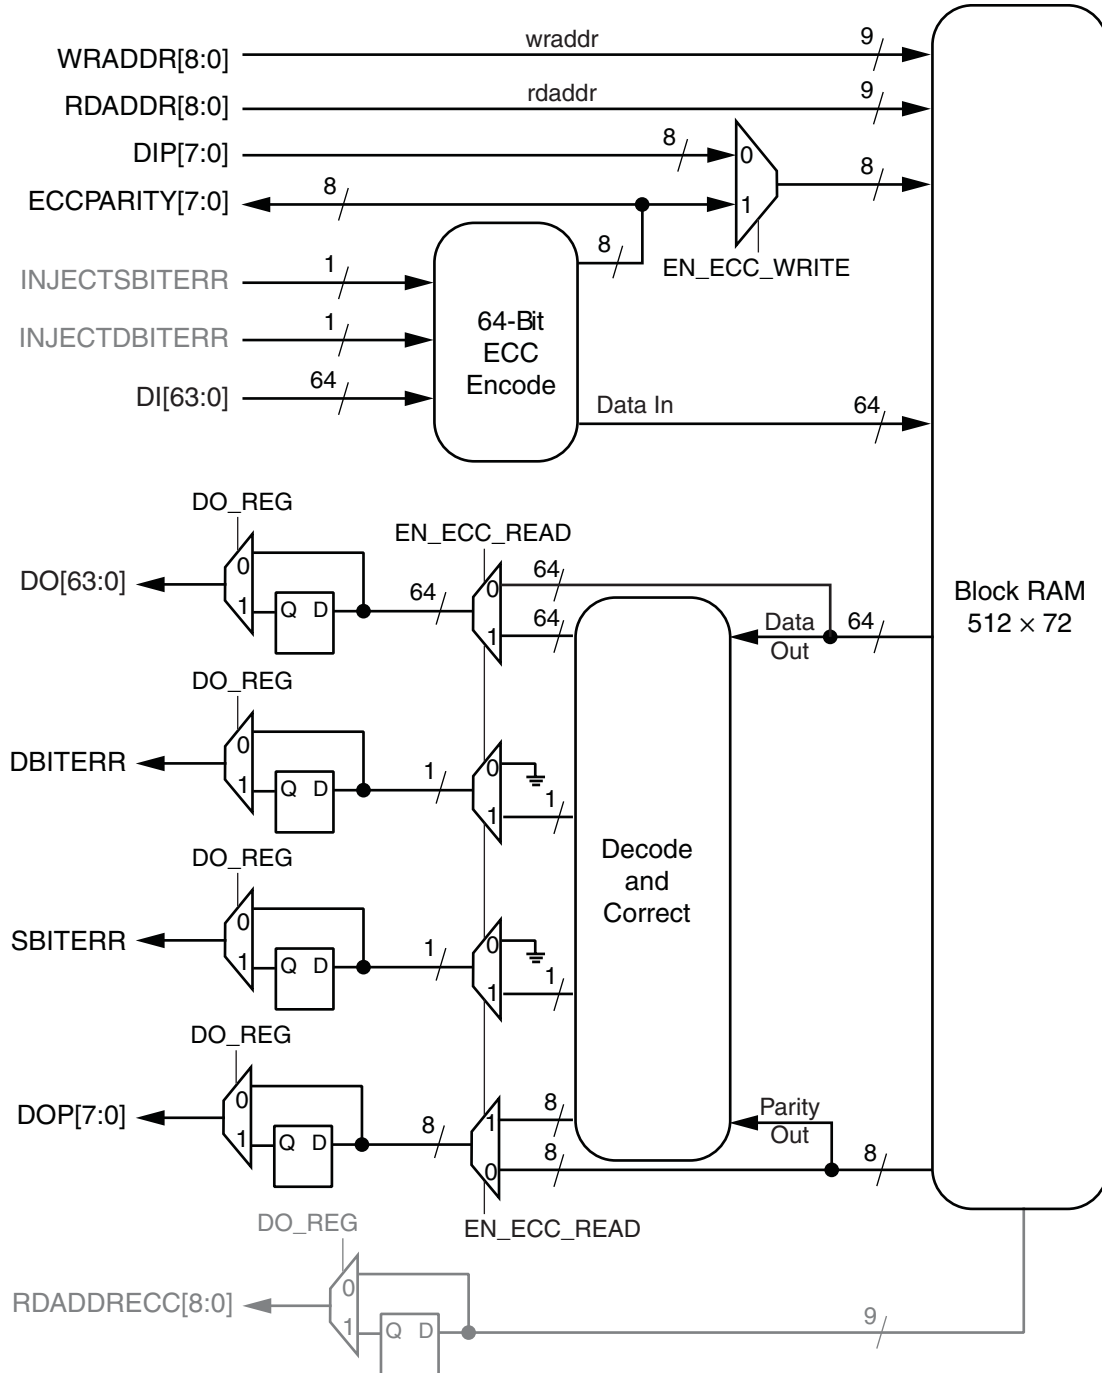 WRADDR[8:0]
wraddr
9
RDADDR[8:0]
rdaddr
9
DIP[7:0]
8
0
8
ECCPARITY[7:0]
8
1
8
EN_ECC_WRITE
INJECTSBITERR
1
INJECTDBITERR
1
64-Bit
ECC
Encode
DI[63:0]
64
Data In
64
DO_REG
EN_ECC_READ
DO[63:0]
0
1
Q D
64
0
64
1
64
Data
Out
64
Block RAM
512 × 72
DO_REG
DBITERR
0
1
Q D
1
0
1
1
Decode
and
Correct
DO_REG
SBITERR
0
1
Q D
1
0
1
1
DO_REG
DOP[7:0]
0
1
Q D
8
1
8
0
8
Parity
Out
8
EN_ECC_READ
DO_REG
RDADDRECC[8:0]
0
1
Q D
9